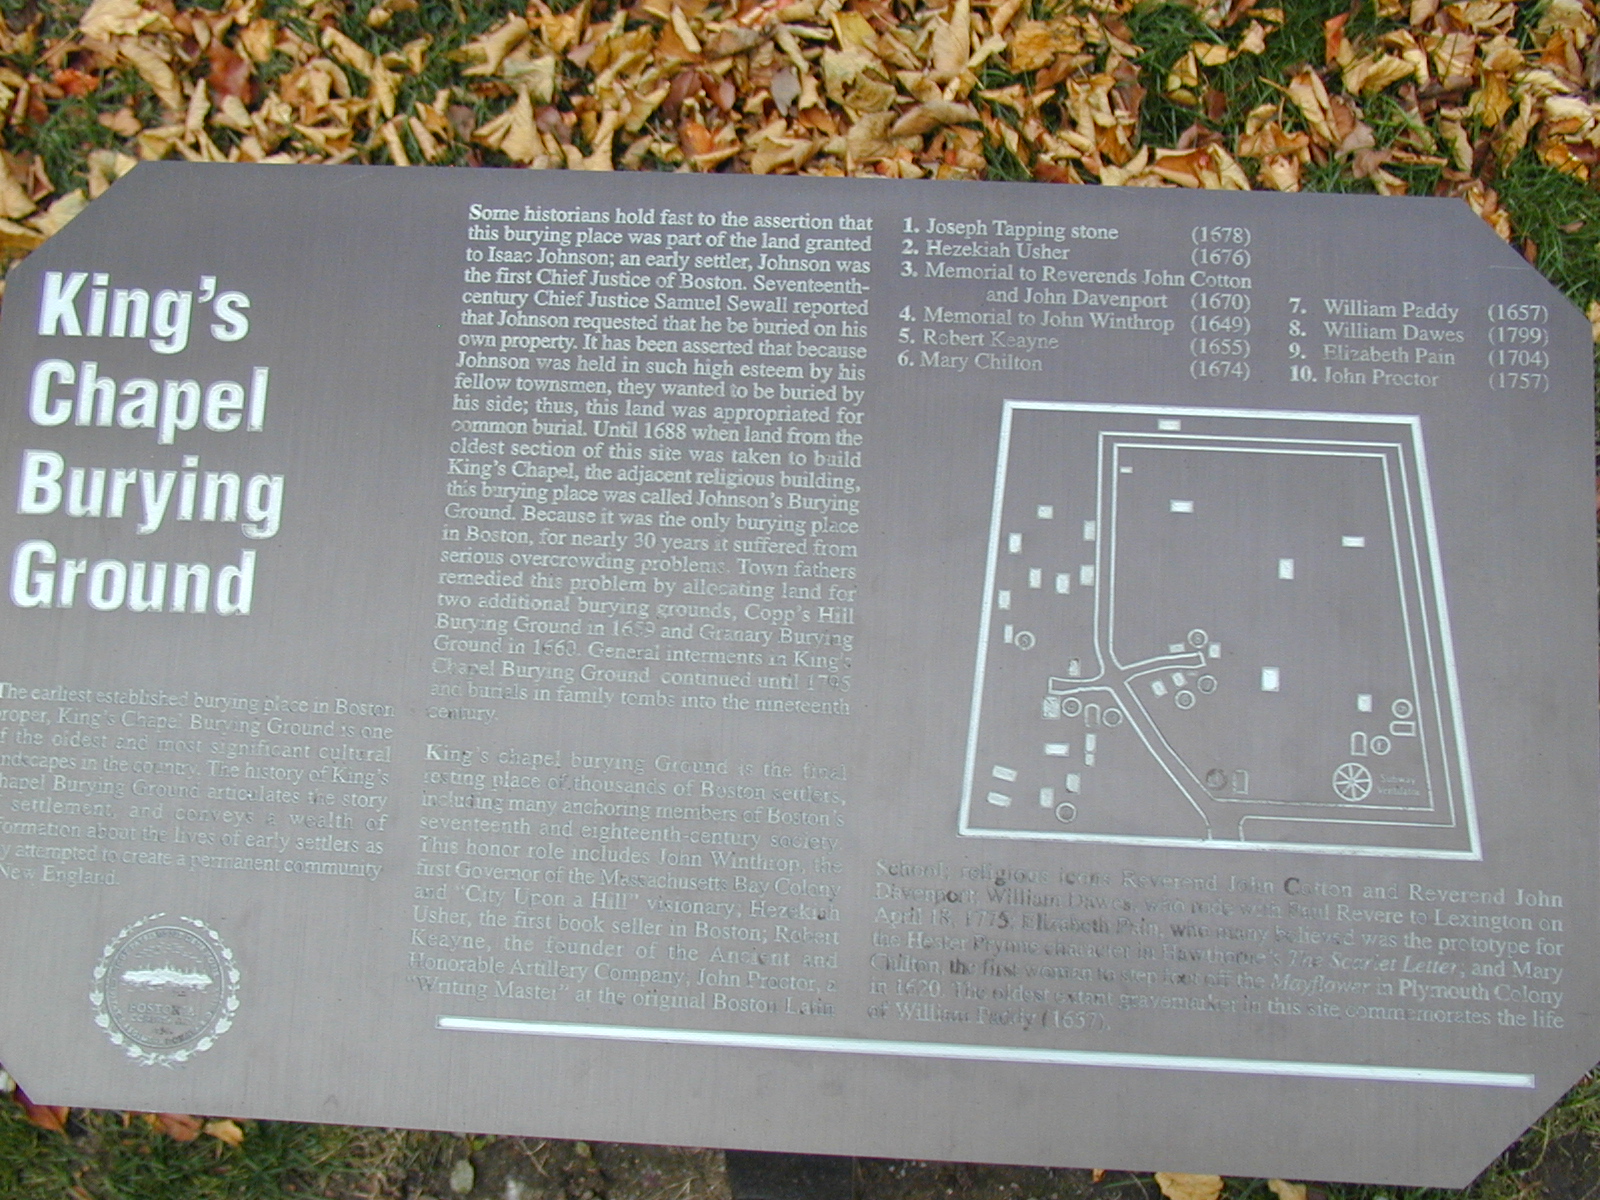 King's
Chapel
Burying
Ground
The earliest established burying place in Boston
proper, King's Chapel Burying Ground is one
of the oldest and most significant cultural
landscapes in the country. The history of King's
Chapel Burying Ground articulates the story
settlement, and conveys a wealth of
formation about the lives of early settlers as
y attempted to create a permanent community
New England.
BOSTONIA
Some historians hold fast to the assertion that
this burying place was part of the land granted
to Isaac Johnson; an early settler, Johnson was
the first Chief Justice of Boston. Seventeenth-
century Chief Justice Samuel Sewall reported
that Johnson requested that he be buried on his
own property. It has been asserted that because
Johnson was held in such high esteem by his
fellow townsmen, they wanted to be buried by
his side; thus, this land was appropriated for
common burial. Until 1688 when land from the
oldest section of this site was taken to build
King's Chapel, the adjacent religious building,
this burying place was called Johnson's Burying
Ground. Because it was the only burying place
in Boston, for nearly 30 years it suffered from
serious overcrowding problems. Town fathers
remedied this problem by allocating land for
two additional burying grounds, Copp's Hill
Burying Ground in 1659 and Granary Burying
Ground in 1660. General interments in King's
Chapel Burying Ground continued until 1795
and burials in family tombs into the nineteenth
century.
King's chapel burying Ground is the final
resting place of thousands of Boston settlers,
including many anchoring members of Boston's
seventeenth and eighteenth-century society.
This honor role includes John Winthrop, the
first Governor of the Massachusetts Bay Colony
and "City Upon a Hill" visionary; Hezekiah
Usher, the first book seller in Boston; Robert
Keayne, the founder of the Ancient and
Honorable Artillery Company; John Proctor, a
"Writing Master" at the original Boston Latin
1. Joseph Tapping stone (1678)
2. Hezekiah Usher (1676)
3. Memorial to Reverends John Cotton
and John Davenport (1670)
4. Memorial to John Winthrop (1649)
5. Robert Keayne (1655)
6. Mary Chilton (1674)
7. William Paddy (1657)
8. William Dawes (1799)
9. Elizabeth Pain (1704)
10. John Proctor (1757)
Subway
Ventilator
School; religious icons Reverend John Cotton and Reverend John
Davenport; William Dawes, who rode with Paul Revere to Lexington on
April 18, 1775; Elizabeth Pain, who many believed was the prototype for
the Hester Prynne character in Hawthorne's The Scarlet Letter; and Mary
Chilton, the first woman to step foot off the Mayflower in Plymouth Colony
in 1620. The oldest extant gravemarker in this site commemorates the life
of William Paddy (1657).